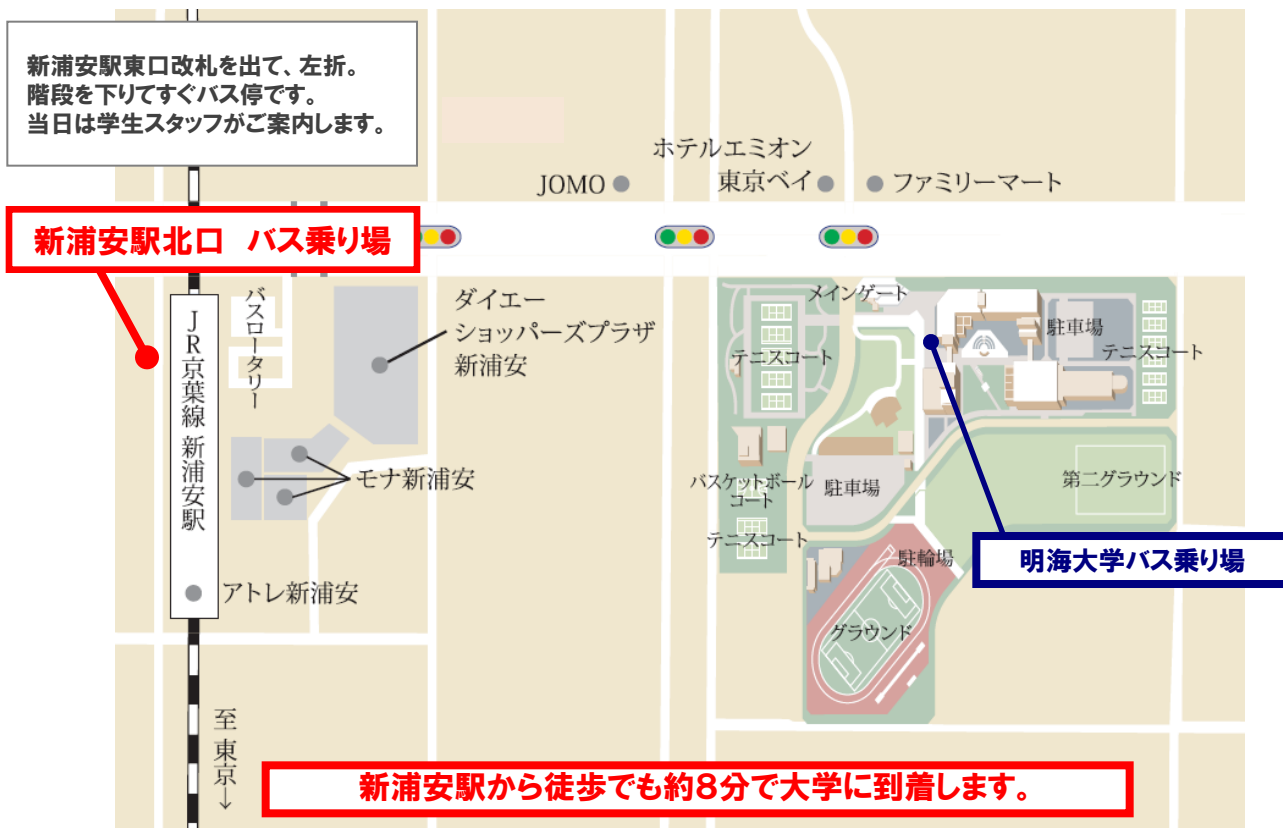 新浦安駅東口改札を出て、左折。
階段を下りてすぐバス停です。
当日は学生スタッフがご案内します。
ホテルエミオン
東京ベイ
JOMO
ファミリーマート
新浦安駅北口　バス乗り場
バスロータリー
JR京葉線 新浦安駅
ダイエー
ショッパーズプラザ
新浦安
モナ新浦安
アトレ新浦安
メインゲート
テニスコート
駐車場
テニスコート
バスケットボール
コート
駐車場
第二グラウンド
テニスコート
駐輪場
明海大学バス乗り場
グラウンド
至 東京→
新浦安駅から徒歩でも約8分で大学に到着します。